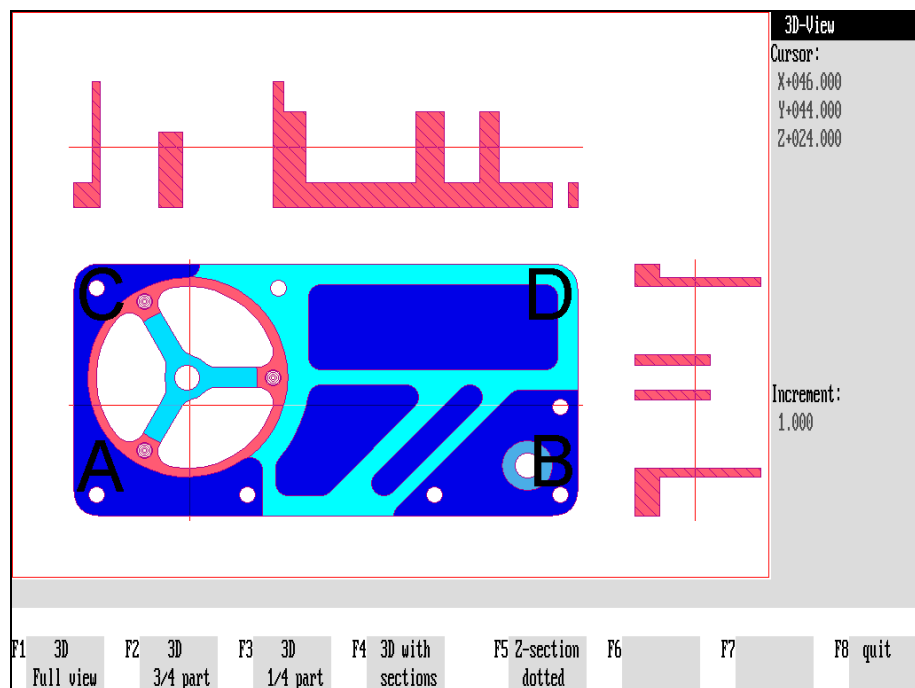 3D-View
Cursor:
X+046.000
Y+044.000
Z+024.000
C
D
Increment:
1.000
A
B
F1 3D Full view
F2 3D 3/4 part
F3 3D 1/4 part
F4 3D with sections
F5 Z-section dotted
F6
F7
F8 quit